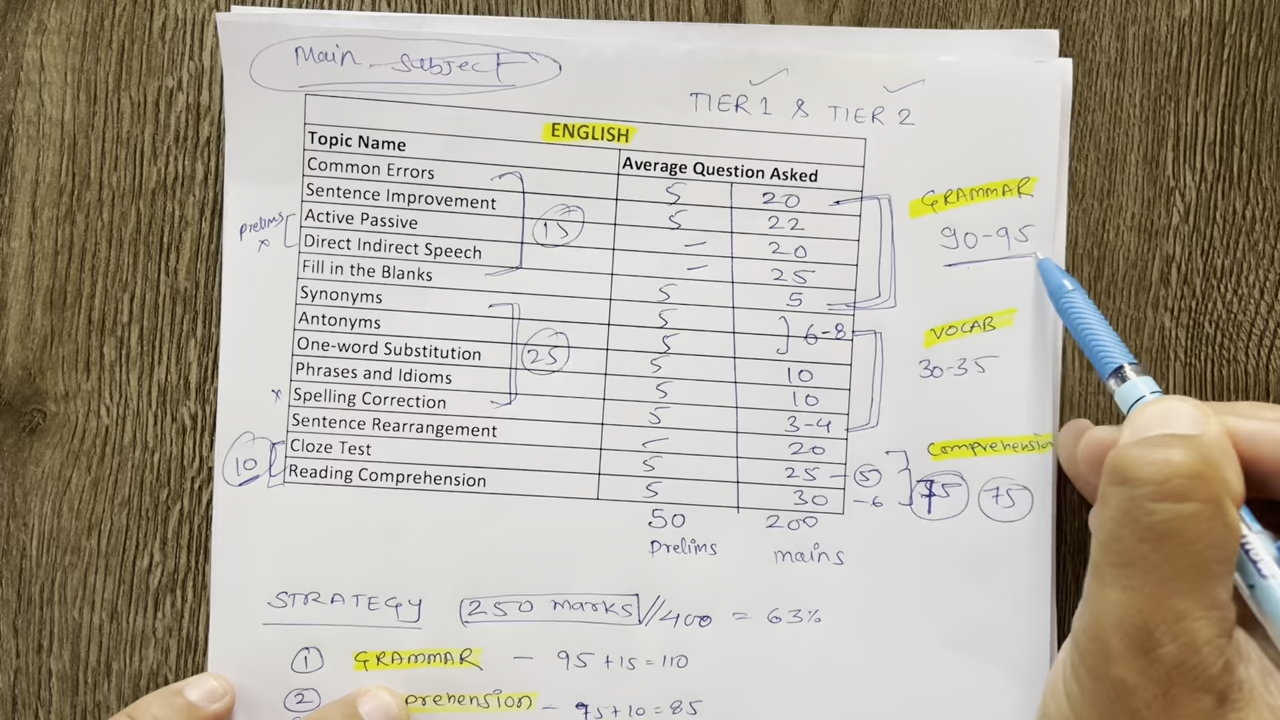 Main Subject
TIER 1 & TIER 2
ENGLISH
Topic Name Average Question Asked
Common Errors 5 20
Sentence Improvement 5 22
prelims x Active Passive – 20
Direct Indirect Speech – 25
Fill in the Blanks 5 5
15
Synonyms 5
Antonyms 5
6-8
One-word Substitution 5 10
Phrases and Idioms 5 10
x Spelling Correction 5 3-4
25
Sentence Rearrangement 20
Cloze Test 5 25 – 5
Reading Comprehension 5 30 – 6
10
50 200
prelims mains
GRAMMAR
90-95
VOCAB
30-35
Comprehension
75 75
STRATEGY 250 marks // 400 = 63%
1 GRAMMAR – 95+15=110
2 prehension – 75+10=85